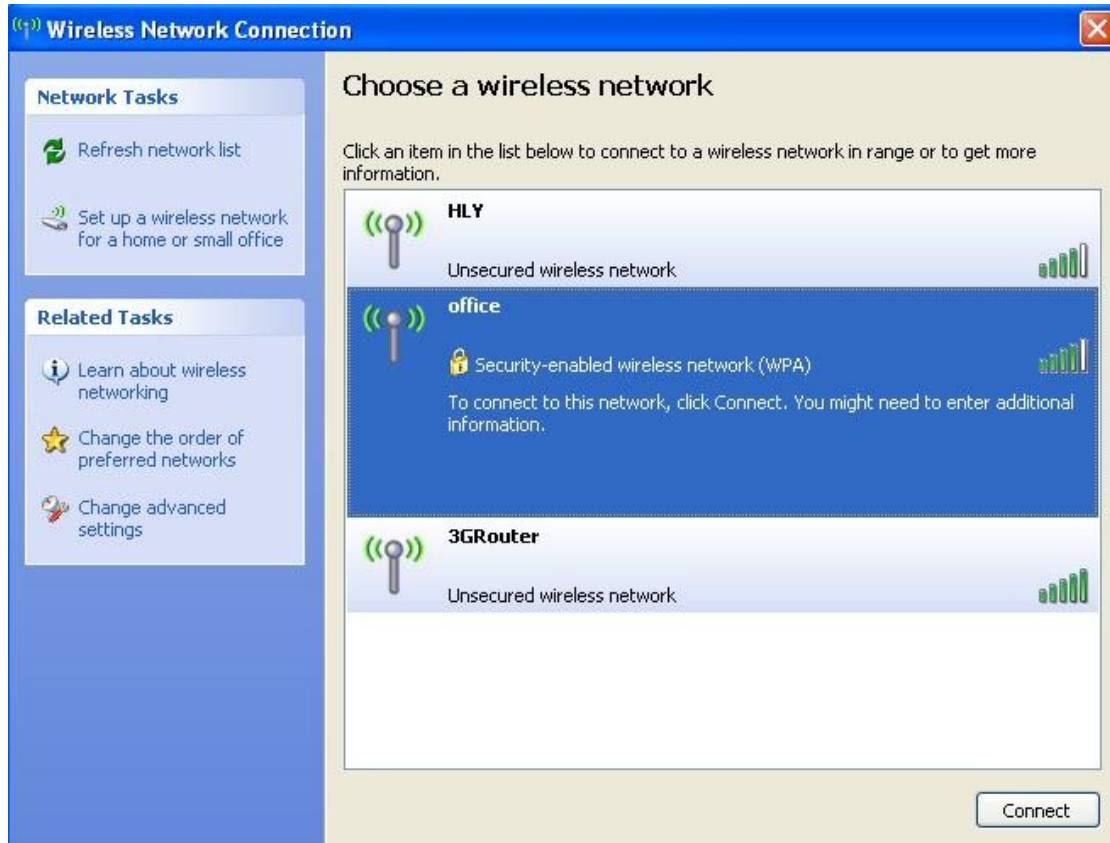 Wireless Network Connection
Network Tasks
Refresh network list
Set up a wireless network
for a home or small office
Related Tasks
Learn about wireless
networking
Change the order of
preferred networks
Change advanced
settings
Choose a wireless network
Click an item in the list below to connect to a wireless network in range or to get more
information.
HLY
Unsecured wireless network
office
Security-enabled wireless network (WPA)
To connect to this network, click Connect. You might need to enter additional
information.
3GRouter
Unsecured wireless network
Connect